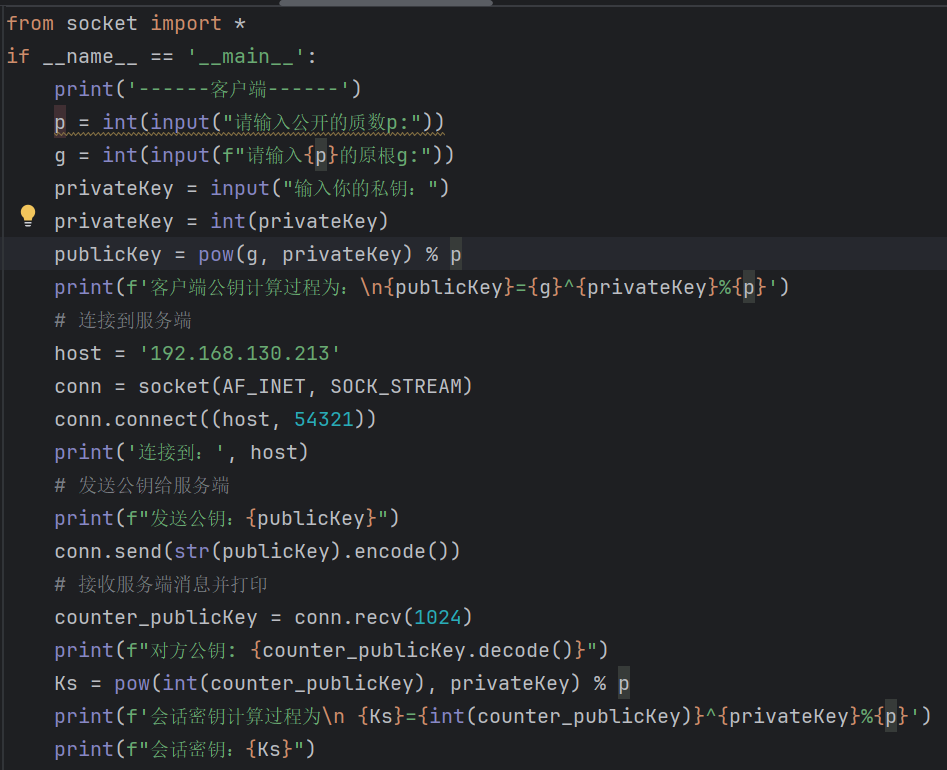 from socket import *
if __name__ == '__main__':
    print('------客户端------')
    p = int(input("请输入公开的质数p:"))
    g = int(input(f"请输入{p}的原根g:"))
    privateKey = input("输入你的私钥：")
    privateKey = int(privateKey)
    publicKey = pow(g, privateKey) % p
    print(f'客户端公钥计算过程为：\n{publicKey}={g}^{privateKey}%{p}')
    # 连接到服务端
    host = '192.168.130.213'
    conn = socket(AF_INET, SOCK_STREAM)
    conn.connect((host, 54321))
    print('连接到：', host)
    # 发送公钥给服务端
    print(f"发送公钥：{publicKey}")
    conn.send(str(publicKey).encode())
    # 接收服务端消息并打印
    counter_publicKey = conn.recv(1024)
    print(f"对方公钥: {counter_publicKey.decode()}")
    Ks = pow(int(counter_publicKey), privateKey) % p
    print(f'会话密钥计算过程为\n {Ks}={int(counter_publicKey)}^{privateKey}%{p}')
    print(f"会话密钥：{Ks}")